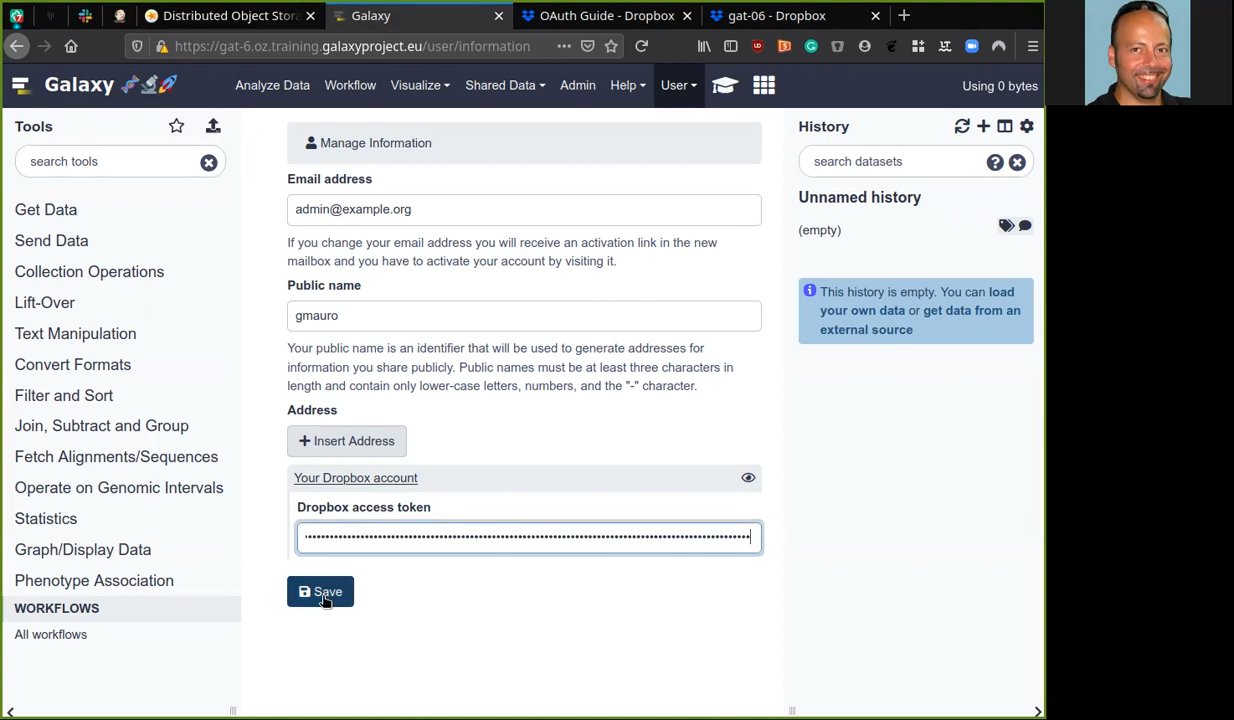 Distributed Object Stora
Galaxy
OAuth Guide - Dropbox
gat-06 - Dropbox
https://gat-6.oz.training.galaxyproject.eu/user/information
Galaxy
Analyze Data
Workflow
Visualize
Shared Data
Admin
Help
User
Using 0 bytes
Tools
search tools
Get Data
Send Data
Collection Operations
Lift-Over
Text Manipulation
Convert Formats
Filter and Sort
Join, Subtract and Group
Fetch Alignments/Sequences
Operate on Genomic Intervals
Statistics
Graph/Display Data
Phenotype Association
WORKFLOWS
All workflows
Manage Information
Email address
admin@example.org
If you change your email address you will receive an activation link in the new
mailbox and you have to activate your account by visiting it.
Public name
gmauro
Your public name is an identifier that will be used to generate addresses for
information you share publicly. Public names must be at least three characters in
length and contain only lower-case letters, numbers, and the "-" character.
Address
+ Insert Address
Your Dropbox account
Dropbox access token
Save
History
search datasets
Unnamed history
(empty)
This history is empty. You can load
your own data or get data from an
external source